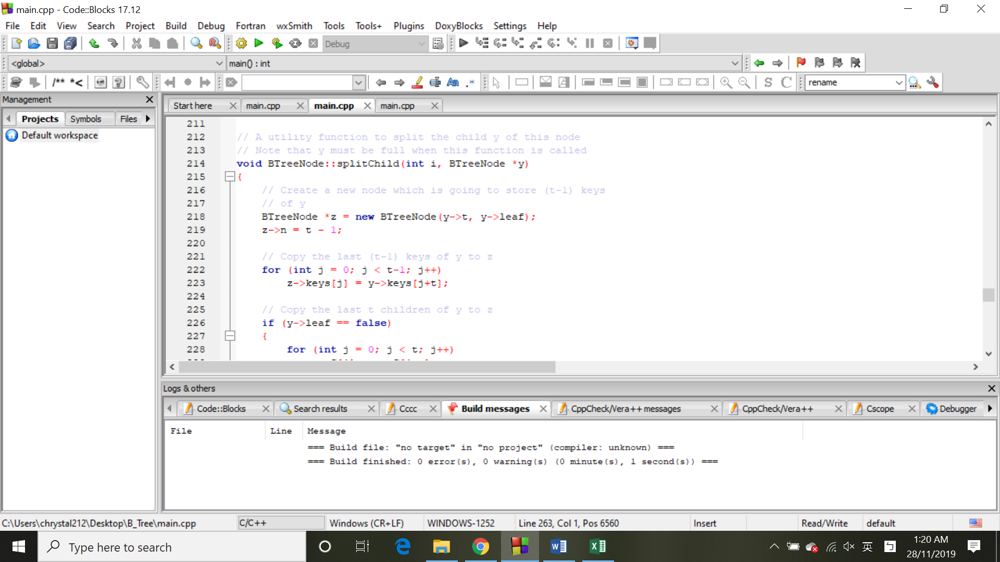 main.cpp - Code::Blocks 17.12
File Edit View Search Project Build Debug Fortran wxSmith Tools Tools+ Plugins DoxyBlocks Settings Help
Debug
<global> main() : int
/** *< rename
Management
Projects Symbols Files
Default workspace
Start here main.cpp main.cpp main.cpp
211
212 // A utility function to split the child y of this node
213 // Note that y must be full when this function is called
214 void BTreeNode::splitChild(int i, BTreeNode *y)
215 {
216 // Create a new node which is going to store (t-1) keys
217 // of y
218 BTreeNode *z = new BTreeNode(y->t, y->leaf);
219 z->n = t - 1;
220
221 // Copy the last (t-1) keys of y to z
222 for (int j = 0; j < t-1; j++)
223 z->keys[j] = y->keys[j+t];
224
225 // Copy the last t children of y to z
226 if (y->leaf == false)
227 {
228 for (int j = 0; j < t; j++)
Logs & others
Code::Blocks Search results Cccc Build messages CppCheck/Vera++ messages CppCheck/Vera++ Cscope Debugger
File Line Message
=== Build file: "no target" in "no project" (compiler: unknown) ===
=== Build finished: 0 error(s), 0 warning(s) (0 minute(s), 1 second(s)) ===
C:\Users\chrystal212\Desktop\B_Tree\main.cpp C/C++ Windows (CR+LF) WINDOWS-1252 Line 263, Col 1, Pos 6560 Insert Read/Write default
Type here to search
英
1:20 AM
28/11/2019